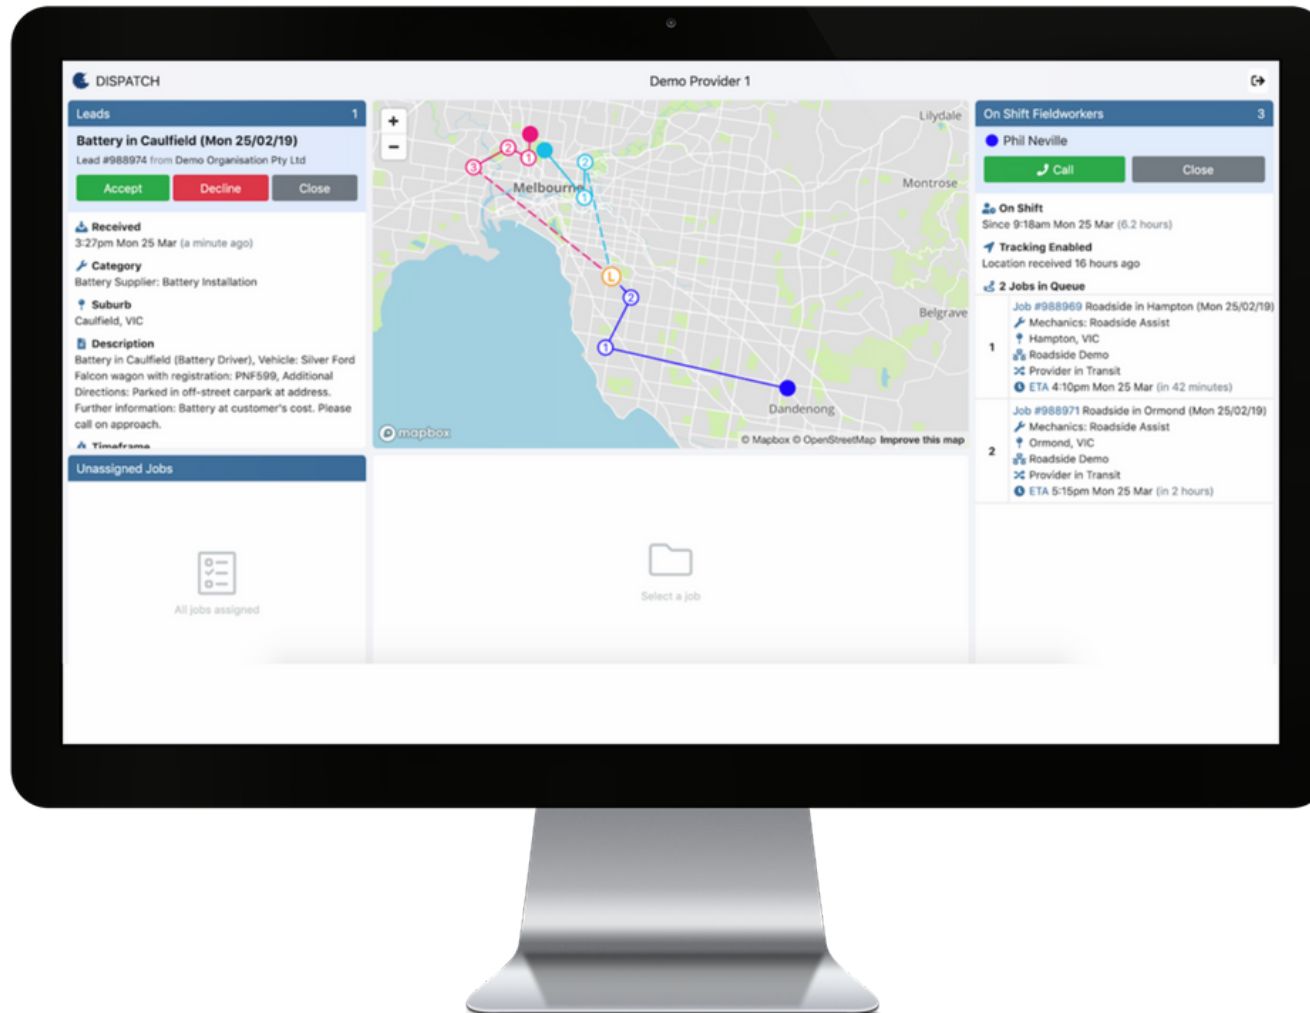 DISPATCH
Demo Provider 1
Leads 1
Battery in Caulfield (Mon 25/02/19)
Lead #988974 from Demo Organisation Pty Ltd
Accept Decline Close
Received
3:27pm Mon 25 Mar (a minute ago)
Category
Battery Supplier: Battery Installation
Suburb
Caulfield, VIC
Description
Battery in Caulfield (Battery Driver), Vehicle: Silver Ford
Falcon wagon with registration: PNF599, Additional
Directions: Parked in off-street carpark at address.
Further information: Battery at customer's cost. Please
call on approach.
Timeframe
Unassigned Jobs
All jobs assigned
+
−
Lilydale
2
1
3
2
Melbourne
1
Montrose
L
2
Belgrave
1
Dandenong
mapbox
© Mapbox © OpenStreetMap Improve this map
Select a job
On Shift Fieldworkers 3
Phil Neville
Call Close
On Shift
Since 9:18am Mon 25 Mar (6.2 hours)
Tracking Enabled
Location received 16 hours ago
2 Jobs in Queue
1
Job #988969 Roadside in Hampton (Mon 25/02/19)
Mechanics: Roadside Assist
Hampton, VIC
Roadside Demo
Provider in Transit
ETA 4:10pm Mon 25 Mar (in 42 minutes)
2
Job #988971 Roadside in Ormond (Mon 25/02/19)
Mechanics: Roadside Assist
Ormond, VIC
Roadside Demo
Provider in Transit
ETA 5:15pm Mon 25 Mar (in 2 hours)